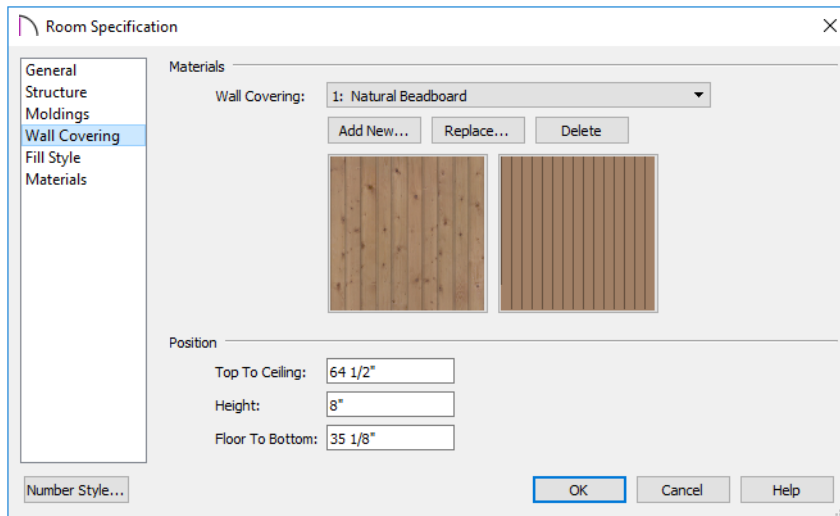 Room Specification
General
Structure
Moldings
Wall Covering
Fill Style
Materials
Materials
Wall Covering: 1: Natural Beadboard
Add New... Replace... Delete
Position
Top To Ceiling: 64 1/2"
Height: 8"
Floor To Bottom: 35 1/8"
Number Style... OK Cancel Help